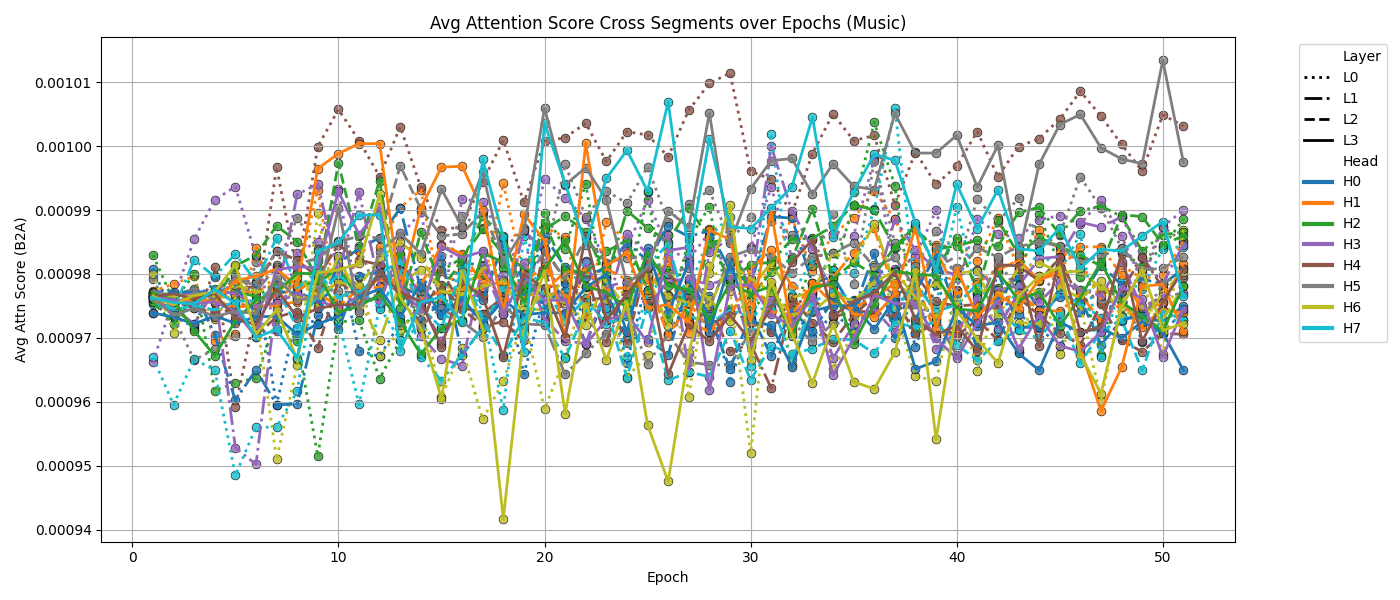 Avg Attention Score Cross Segments over Epochs (Music)
Avg Attn Score (B2A)
0.00101
0.00100
0.00099
0.00098
0.00097
0.00096
0.00095
0.00094
0
10
20
30
40
50
Epoch
Layer
L0
L1
L2
L3
Head
H0
H1
H2
H3
H4
H5
H6
H7